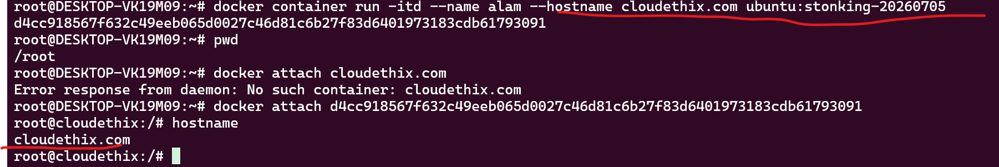 root@DESKTOP-VK19M09:~# docker container run -itd --name alam --hostname cloudethix.com ubuntu:stonking-20260705
d4cc918567f632c49eeb065d0027c46d81c6b27f83d6401973183cdb61793091
root@DESKTOP-VK19M09:~# pwd
/root
root@DESKTOP-VK19M09:~# docker attach cloudethix.com
Error response from daemon: No such container: cloudethix.com
root@DESKTOP-VK19M09:~# docker attach d4cc918567f632c49eeb065d0027c46d81c6b27f83d6401973183cdb61793091
root@cloudethix:/# hostname
cloudethix.com
root@cloudethix:/#